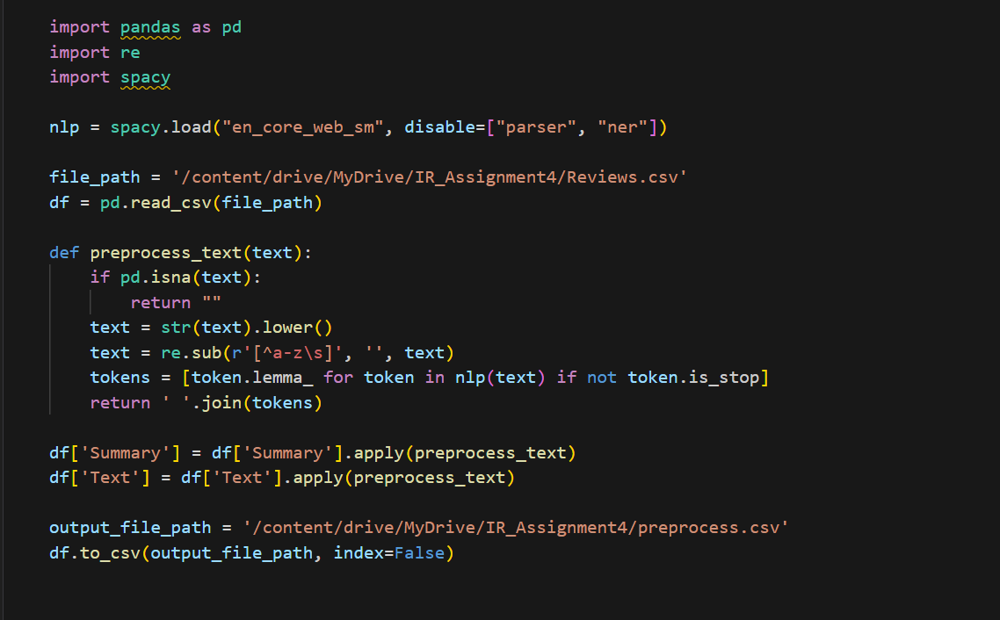 import pandas as pd
import re
import spacy
nlp = spacy.load("en_core_web_sm", disable=["parser", "ner"])
file_path = '/content/drive/MyDrive/IR_Assignment4/Reviews.csv'
df = pd.read_csv(file_path)
def preprocess_text(text):
    if pd.isna(text):
        return ""
    text = str(text).lower()
    text = re.sub(r'[^a-z\s]', '', text)
    tokens = [token.lemma_ for token in nlp(text) if not token.is_stop]
    return ' '.join(tokens)
df['Summary'] = df['Summary'].apply(preprocess_text)
df['Text'] = df['Text'].apply(preprocess_text)
output_file_path = '/content/drive/MyDrive/IR_Assignment4/preprocess.csv'
df.to_csv(output_file_path, index=False)